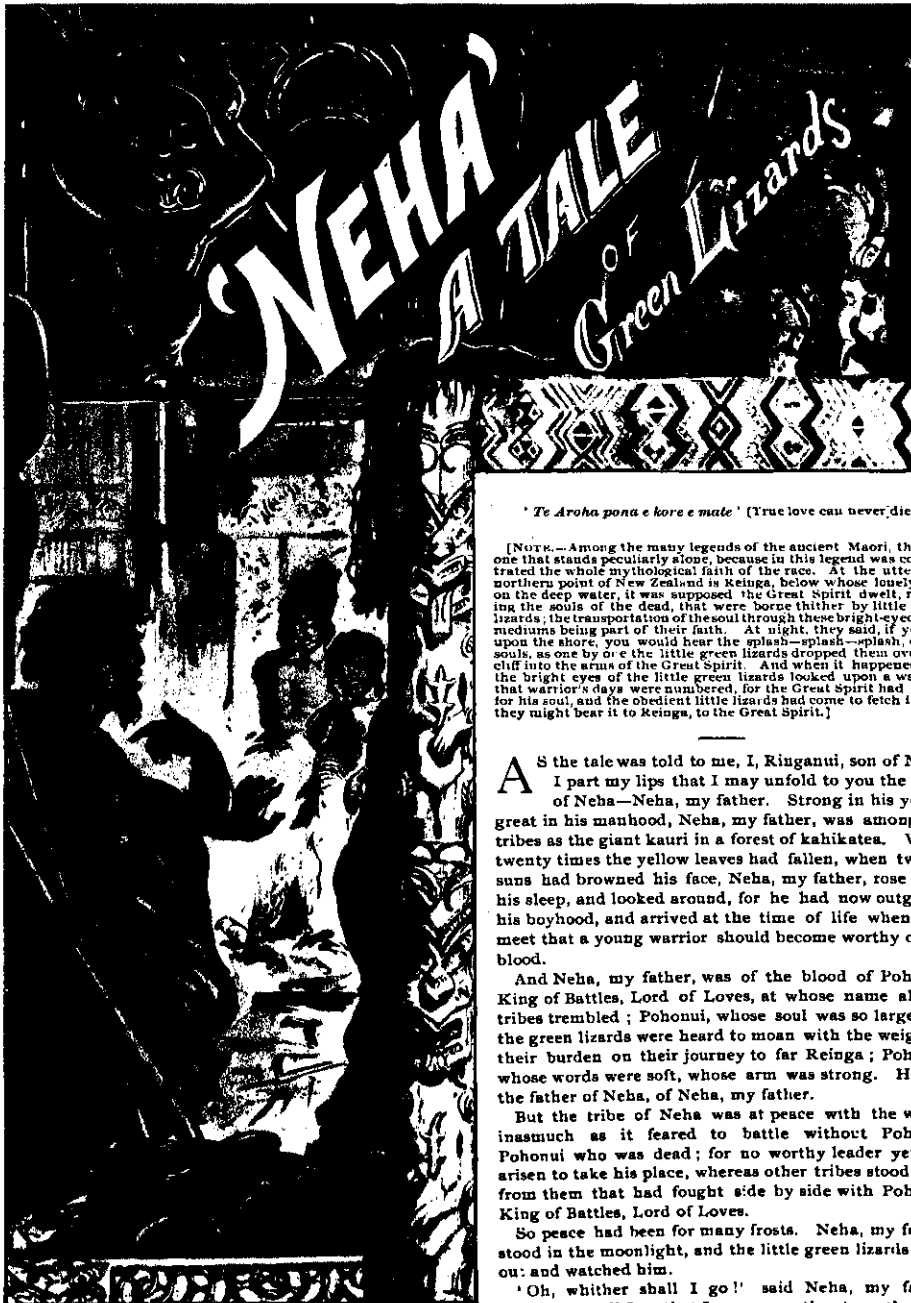 'NEHA'
A TALE
OF
Green Lizards
' Te Aroha pona e kore e mate ' (True love can never die
[NOTE.—Among the many legends of the ancient Maori, th
one that stands peculiarly alone, because in this legend was co
trated the whole mythological faith of the race. At the utte
northern point of New Zealand is Reinga, below whose lonely
on the deep water, it was supposed the Great Spirit dwelt, r
ing the souls of the dead, that were borne thither by little
lizards; the transportation of the soul through these bright-eyed
mediums being part of their faith. At night, they said, if y
upon the shore, you would hear the splash—splash—splash,
souls, as one by one the little green lizards dropped them ove
cliff into the arms of the Great Spirit. And when it happened
the bright eyes of the little green lizards looked upon a wa
that warrior's days were numbered, for the Great Spirit had
for his soul, and the obedient little lizards had come to fetch i
they might bear it to Reinga, to the Great Spirit.]
AS the tale was told to me, I, Ringanui, son of N
I part my lips that I may unfold to you the
of Neha—Neha, my father. Strong in his y
great in his manhood, Neha, my father, was among
tribes as the giant kauri in a forest of kahikatea. W
twenty times the yellow leaves had fallen, when tw
suns had browned his face, Neha, my father, rose
his sleep, and looked around, for he had now outg
his boyhood, and arrived at the time of life when
meet that a young warrior should become worthy o
blood.
And Neha, my father, was of the blood of Poh
King of Battles, Lord of Loves, at whose name al
tribes trembled ; Pohonui, whose soul was so large
the green lizards were heard to moan with the weig
their burden on their journey to far Reinga ; Poh
whose words were soft, whose arm was strong. H
the father of Neha, of Neha, my father.
But the tribe of Neha was at peace with the w
inasmuch as it feared to battle without Poh
Pohonui who was dead ; for no worthy leader ye
arisen to take his place, whereas other tribes stood
from them that had fought side by side with Poh
King of Battles, Lord of Loves.
So peace had been for many frosts. Neha, my fa
stood in the moonlight, and the little green lizards
out and watched him.
' Oh, whither shall I go !' said Neha, my fa